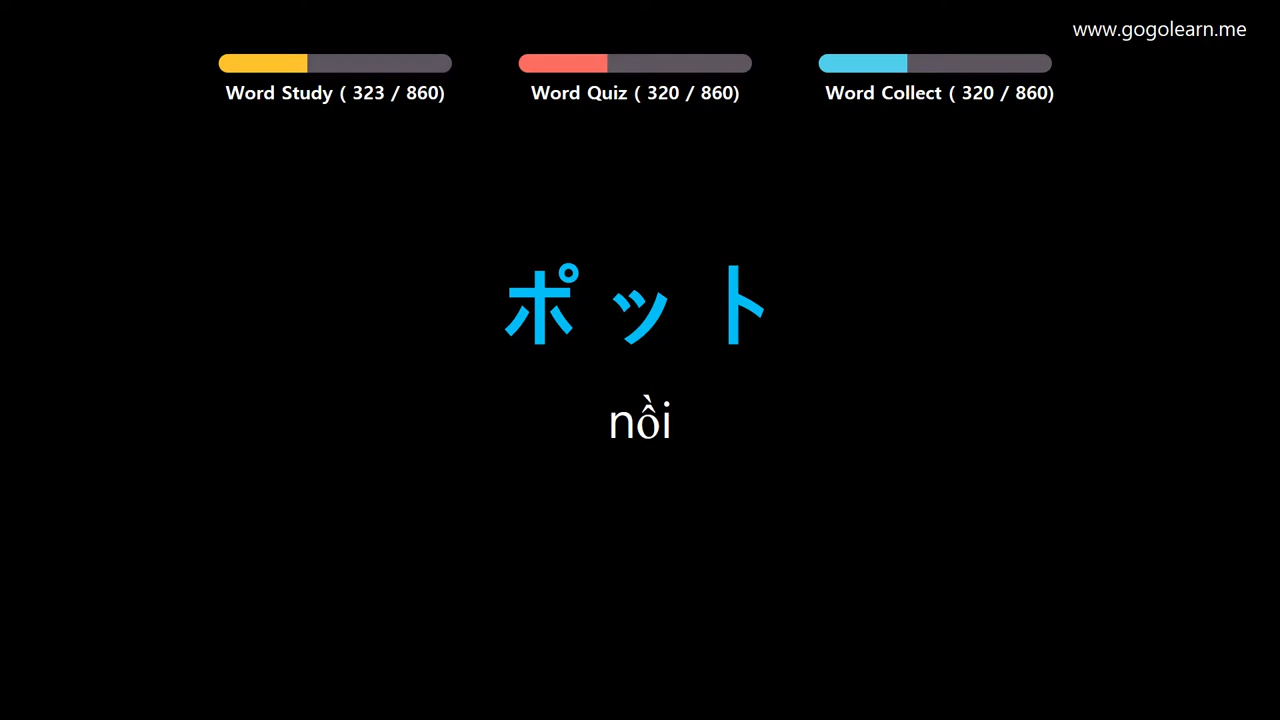 www.gogolearn.me
Word Study ( 323 / 860)
Word Quiz ( 320 / 860)
Word Collect ( 320 / 860)
ポット
nồi